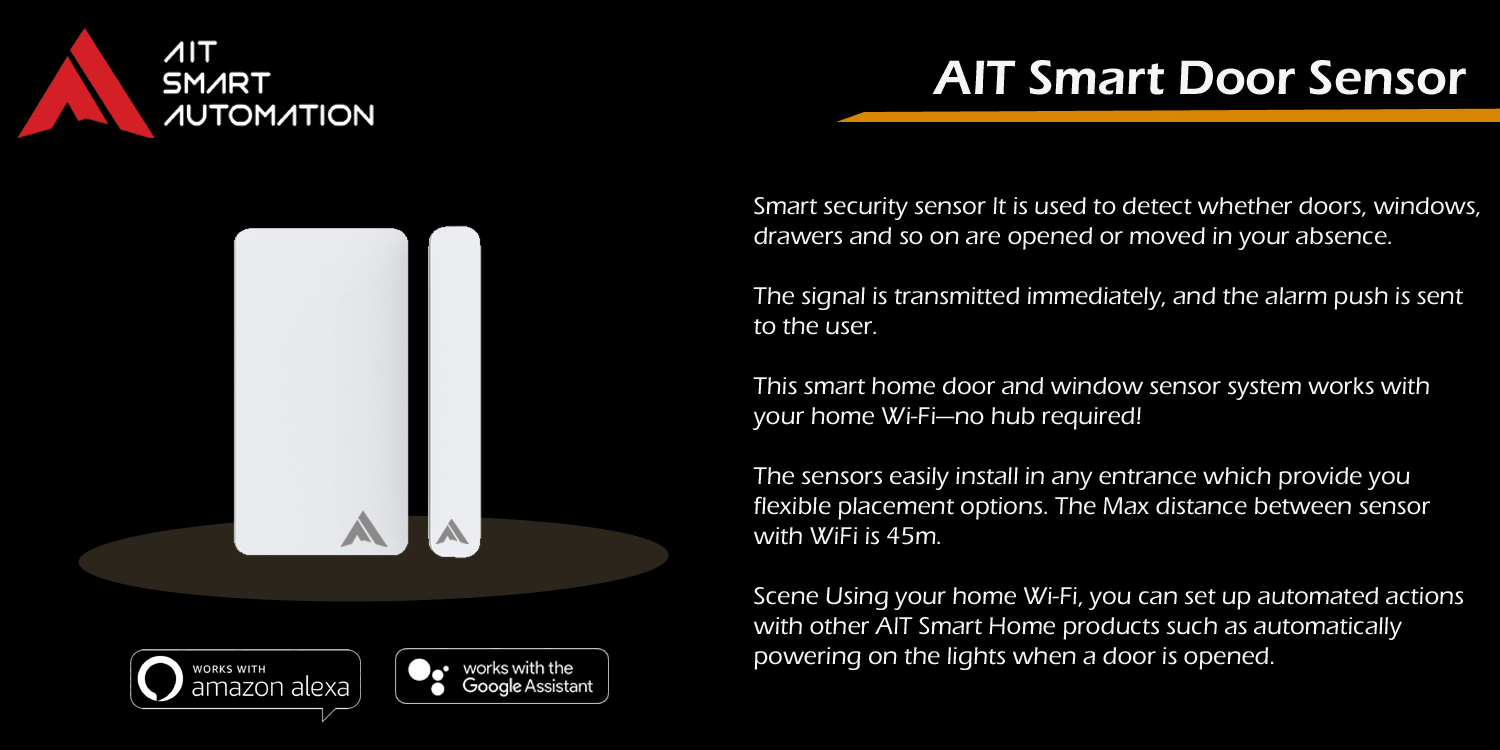 AIT
SMART
AUTOMATION
AIT Smart Door Sensor
Smart security sensor It is used to detect whether doors, windows,
drawers and so on are opened or moved in your absence.
The signal is transmitted immediately, and the alarm push is sent
to the user.
This smart home door and window sensor system works with
your home Wi-Fi—no hub required!
The sensors easily install in any entrance which provide you
flexible placement options. The Max distance between sensor
with WiFi is 45m.
Scene Using your home Wi-Fi, you can set up automated actions
with other AIT Smart Home products such as automatically
powering on the lights when a door is opened.
WORKS WITH
amazon alexa
works with the
Google Assistant